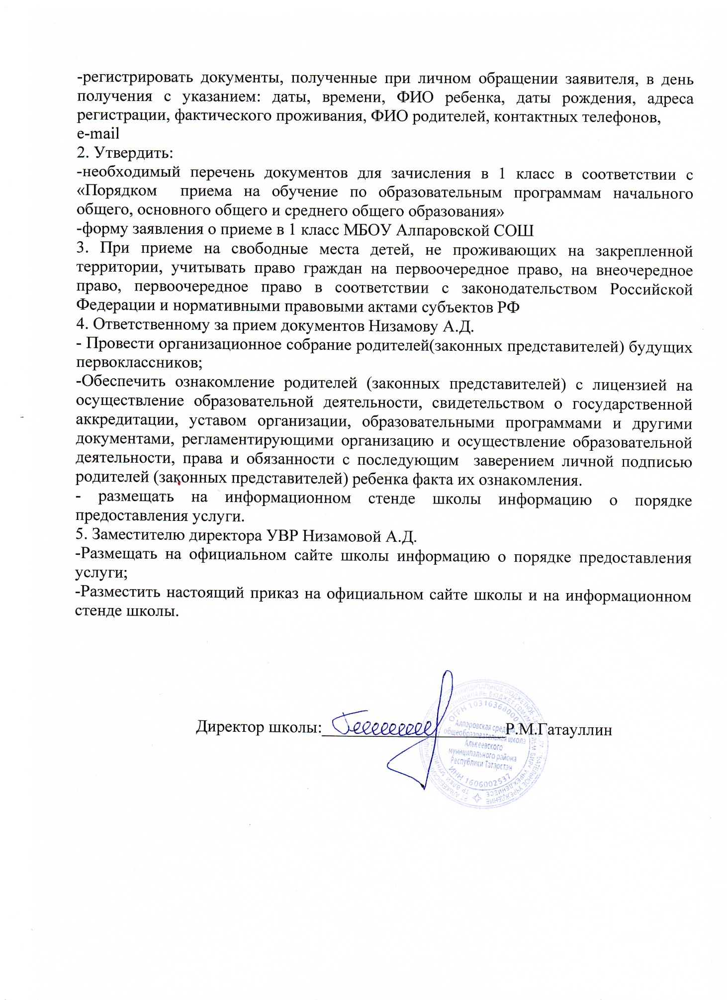 -регистрировать документы, полученные при личном обращении заявителя, в день
получения с указанием: даты, времени, ФИО ребенка, даты рождения, адреса
регистрации, фактического проживания, ФИО родителей, контактных телефонов,
e-mail
2. Утвердить:
-необходимый перечень документов для зачисления в 1 класс в соответствии с
«Порядком приема на обучение по образовательным программам начального
общего, основного общего и среднего общего образования»
-форму заявления о приеме в 1 класс МБОУ Алпаровской СОШ
3. При приеме на свободные места детей, не проживающих на закрепленной
территории, учитывать право граждан на первоочередное право, на внеочередное
право, первоочередное право в соответствии с законодательством Российской
Федерации и нормативными правовыми актами субъектов РФ
4. Ответственному за прием документов Низамову А.Д.
- Провести организационное собрание родителей(законных представителей) будущих
первоклассников;
-Обеспечить ознакомление родителей (законных представителей) с лицензией на
осуществление образовательной деятельности, свидетельством о государственной
аккредитации, уставом организации, образовательными программами и другими
документами, регламентирующими организацию и осуществление образовательной
деятельности, права и обязанности с последующим заверением личной подписью
родителей (законных представителей) ребенка факта их ознакомления.
- размещать на информационном стенде школы информацию о порядке
предоставления услуги.
5. Заместителю директора УВР Низамовой А.Д.
-Размещать на официальном сайте школы информацию о порядке предоставления
услуги;
-Разместить настоящий приказ на официальном сайте школы и на информационном
стенде школы.
Директор школы: Р.М.Гатауллин
МУНИЦИПАЛЬНОЕ БЮДЖЕТНОЕ
УЧРЕЖДЕНИЕ
ОГРН
Алпаровская средняя
общеобразовательная школа
Алькеевского
муниципального района
Республики Татарстан
ИНН 1606002537